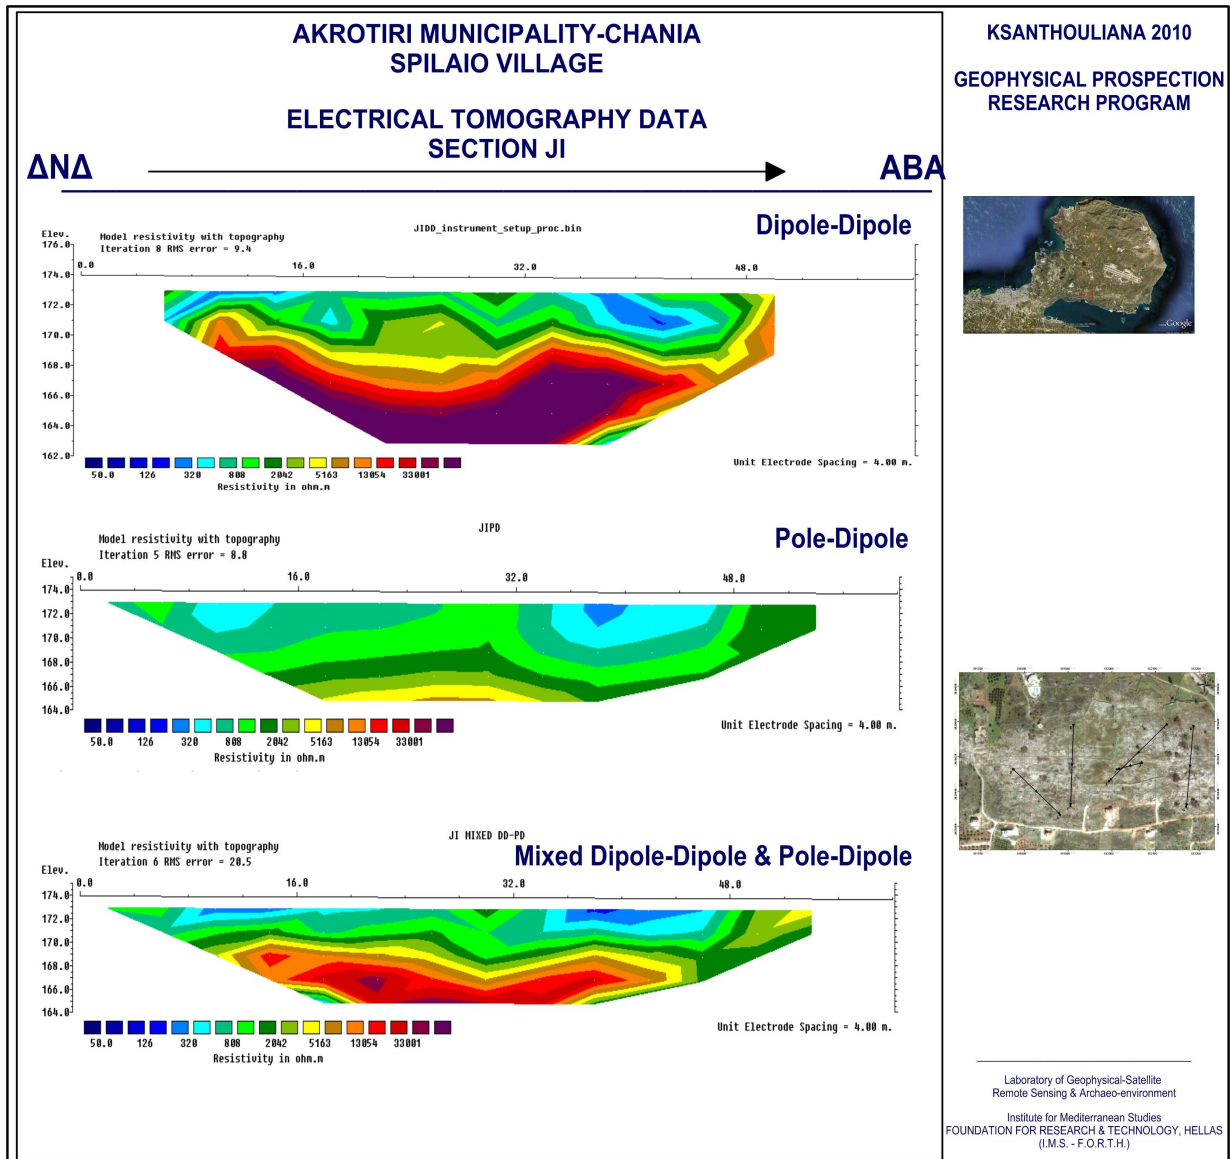 AKROTIRI MUNICIPALITY-CHANIA
SPILAIO VILLAGE
ELECTRICAL TOMOGRAPHY DATA
SECTION JI
ΔΝΔ
ΑΒΑ
Dipole-Dipole
JIDD_instrument_setup_proc.bin
Model resistivity with topography
Iteration 8 RMS error = 9.4
Elev.
176.0
0.0 16.0 32.0 48.0
174.0
172.0
170.0
168.0
166.0
164.0
162.0
50.0 126 320 808 2042 5163 13054 33001
Resistivity in ohm.m
Unit Electrode Spacing = 4.00 m.
JIPD
Pole-Dipole
Model resistivity with topography
Iteration 5 RMS error = 8.8
Elev.
0.0 16.0 32.0 48.0
174.0
172.0
170.0
168.0
166.0
164.0
50.0 126 320 808 2042 5163 13054 33001
Resistivity in ohm.m
Unit Electrode Spacing = 4.00 m.
JI MIXED DD-PD
Mixed Dipole-Dipole & Pole-Dipole
Model resistivity with topography
Iteration 6 RMS error = 20.5
Elev.
0.0 16.0 32.0 48.0
174.0
172.0
170.0
168.0
166.0
164.0
50.0 126 320 808 2042 5163 13054 33001
Resistivity in ohm.m
Unit Electrode Spacing = 4.00 m.
KSANTHOULIANA 2010
GEOPHYSICAL PROSPECTION
RESEARCH PROGRAM
Google
Laboratory of Geophysical-Satellite
Remote Sensing & Archaeo-environment
Institute for Mediterranean Studies
FOUNDATION FOR RESEARCH & TECHNOLOGY, HELLAS
(I.M.S. - F.O.R.T.H.)